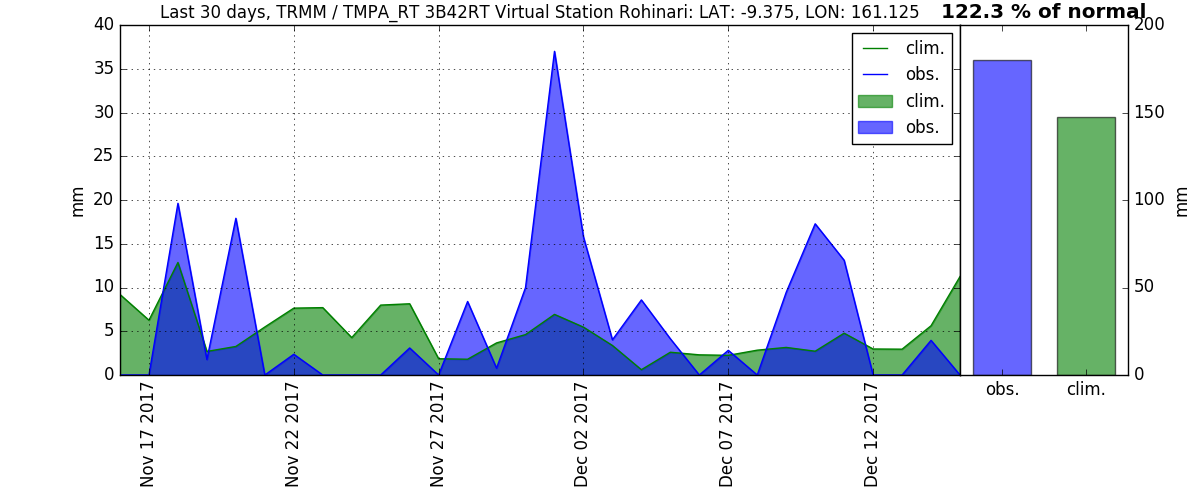 Last 30 days, TRMM / TMPA_RT 3B42RT Virtual Station Rohinari: LAT: -9.375, LON: 161.125
122.3 % of normal
40
35
30
25
20
15
10
5
0
mm
clim.
obs.
clim.
obs.
200
150
100
50
0
mm
obs.
clim.
Nov 17 2017
Nov 22 2017
Nov 27 2017
Dec 02 2017
Dec 07 2017
Dec 12 2017